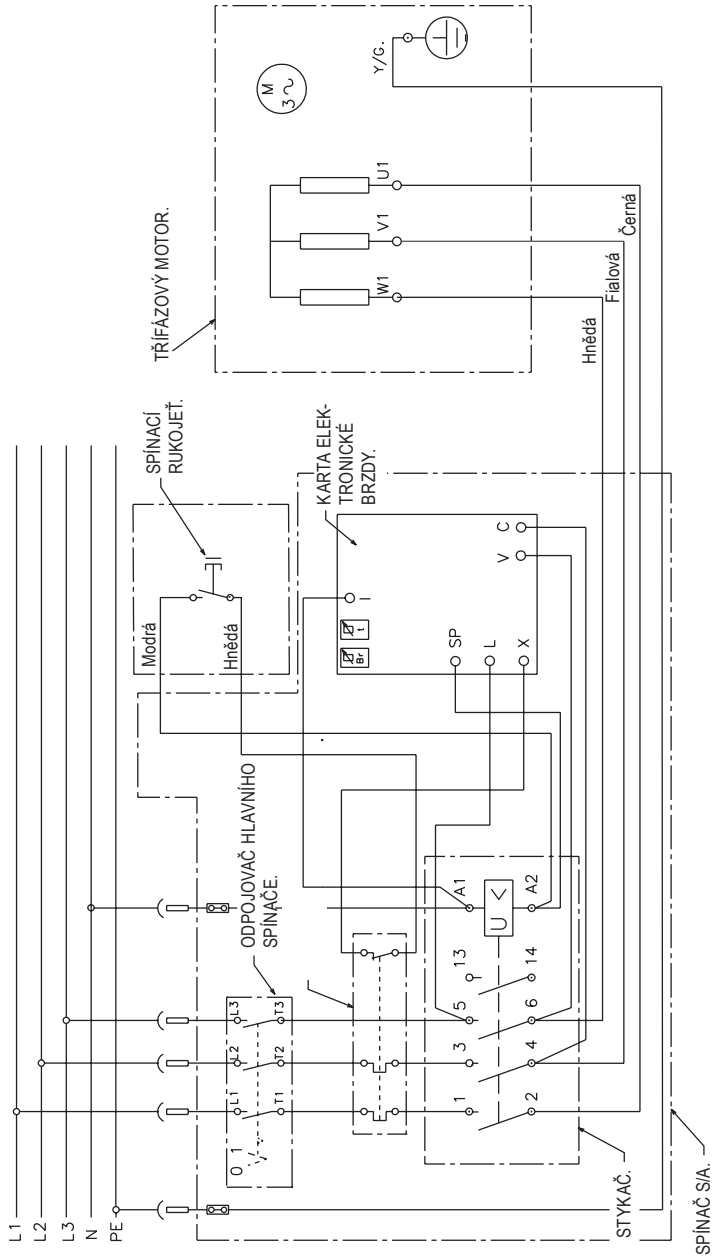 L1
L2
L3
N
PE
0 1
L1
L2
L3
T1
T2
T3
ODPOJOVAČ HLAVNÍHO
SPÍNAČE.
SPÍNACÍ
RUKOJEŤ.
Modrá
Hnědá
KARTA ELEK-
TRONICKÉ
BRZDY.
Br
t
I
SP
L
X
V
C
1
3
5
13
A1
U <
2
4
6
14
A2
STYKAČ.
SPÍNAČ S/A.
TŘÍFÁZOVÝ MOTOR.
M
3~
W1
V1
U1
Y/G.
Hnědá
Fialová
Černá